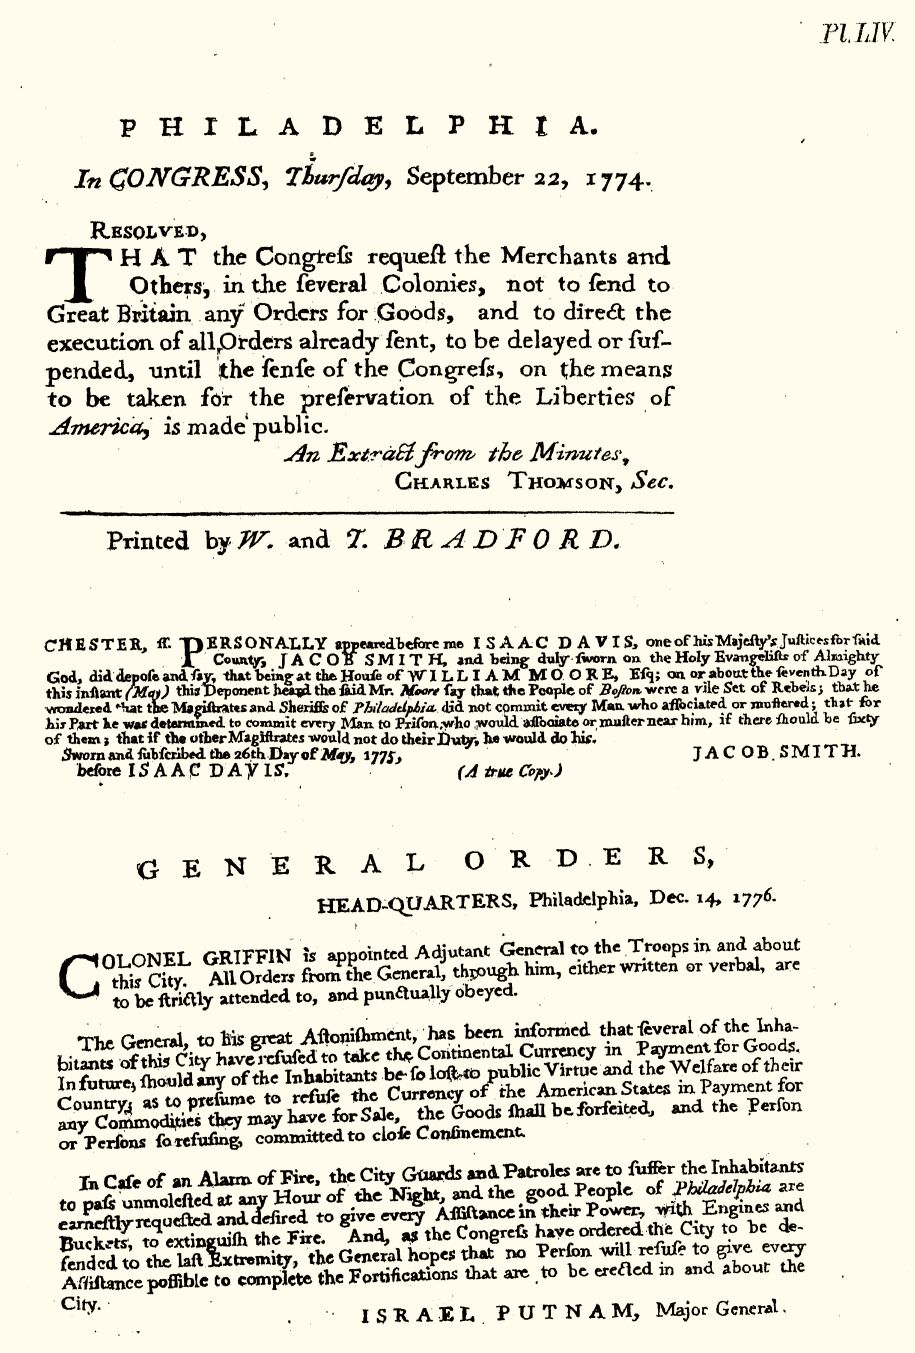 Pl. LIV.
PHILADELPHIA.
In CONGRESS, Thurſday, September 22, 1774.
RESOLVED,
THAT the Congreſs requeſt the Merchants and
Others, in the ſeveral Colonies, not to ſend to
Great Britain any Orders for Goods, and to direct the
execution of all Orders already ſent, to be delayed or ſuſ-
pended, until the ſenſe of the Congreſs, on the means
to be taken for the preſervation of the Liberties of
America, is made public.
An Extract from the Minutes,
CHARLES THOMSON, Sec.
Printed by W. and T. BRADFORD.
CHESTER, ſſ. PERSONALLY appeared before me ISAAC DAVIS, one of his Majeſty's Juſtices for ſaid
County, JACOB SMITH, and being duly ſworn on the Holy Evangeliſts of Almighty
God, did depoſe and ſay, that being at the Houſe of WILLIAM MOORE, Eſq; on or about the ſeventh Day of
this inſtant (May) this Deponent heard the ſaid Mr. Moore ſay that the People of Boſton were a vile Set of Rebels; that he
wondered that the Magiſtrates and Sheriffs of Philadelphia did not commit every Man who aſſociated or muſtered; that for
his Part he was determined to commit every Man to Priſon who would aſſociate or muſter near him, if there ſhould be ſixty
of them; that if the other Magiſtrates would not do their Duty, he would do his.
Sworn and ſubſcribed the 26th Day of May, 1775, JACOB SMITH.
before ISAAC DAVIS. (A true Copy.)
GENERAL ORDERS,
HEAD-QUARTERS, Philadelphia, Dec. 14, 1776.
COLONEL GRIFFIN is appointed Adjutant General to the Troops in and about
this City. All Orders from the General, through him, either written or verbal, are
to be ſtrictly attended to, and punctually obeyed.
The General, to his great Aſtoniſhment, has been informed that ſeveral of the Inha-
bitants of this City have refuſed to take the Continental Currency in Payment for Goods.
In future, ſhould any of the Inhabitants be ſo loſt to public Virtue and the Welfare of their
Country, as to preſume to refuſe the Currency of the American States in Payment for
any Commodities they may have for Sale, the Goods ſhall be forfeited, and the Perſon
or Perſons ſo refuſing, committed to cloſe Confinement.
In Caſe of an Alarm of Fire, the City Guards and Patroles are to ſuffer the Inhabitants
to paſs unmoleſted at any Hour of the Night, and the good People of Philadelphia are
earneſtly requeſted and deſired to give every Aſſiſtance in their Power, with Engines and
Buckets, to extinguiſh the Fire. And, as the Congreſs have ordered the City to be de-
fended to the laſt Extremity, the General hopes that no Perſon will refuſe to give every
Aſſiſtance poſſible to complete the Fortifications that are to be erected in and about the
City.
ISRAEL PUTNAM, Major General.